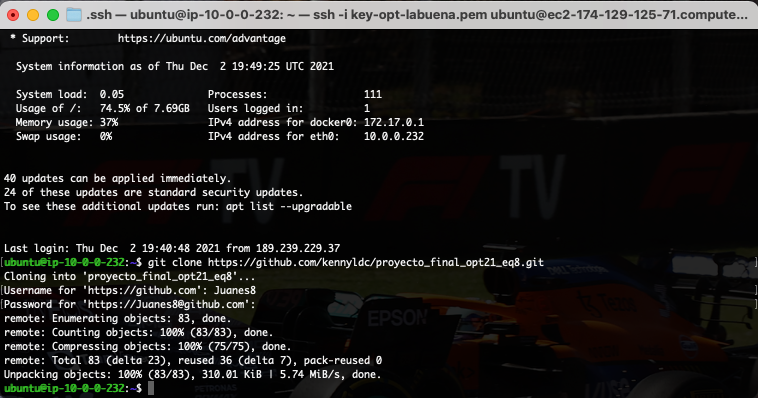 .ssh — ubuntu@ip-10-0-0-232: ~ — ssh -i key-opt-labuena.pem ubuntu@ec2-174-129-125-71.compute...
* Support:        https://ubuntu.com/advantage
System information as of Thu Dec  2 19:49:25 UTC 2021
System load:  0.05                Processes:                111
Usage of /:   74.5% of 7.69GB   Users logged in:          1
Memory usage: 37%                 IPv4 address for docker0: 172.17.0.1
Swap usage:   0%                  IPv4 address for eth0:    10.0.0.232
40 updates can be applied immediately.
24 of these updates are standard security updates.
To see these additional updates run: apt list --upgradable
Last login: Thu Dec  2 19:40:48 2021 from 189.239.229.37
[ubuntu@ip-10-0-0-232:~$ git clone https://github.com/kennyldc/proyecto_final_opt21_eq8.git ]
Cloning into 'proyecto_final_opt21_eq8'...
[Username for 'https://github.com': Juanes8 ]
[Password for 'https://Juanes8@github.com': ]
remote: Enumerating objects: 83, done.
remote: Counting objects: 100% (83/83), done.
remote: Compressing objects: 100% (75/75), done.
remote: Total 83 (delta 23), reused 36 (delta 7), pack-reused 0
Unpacking objects: 100% (83/83), 310.01 KiB | 5.74 MiB/s, done.
ubuntu@ip-10-0-0-232:~$
TV
TV
EPSON
PETRONAS